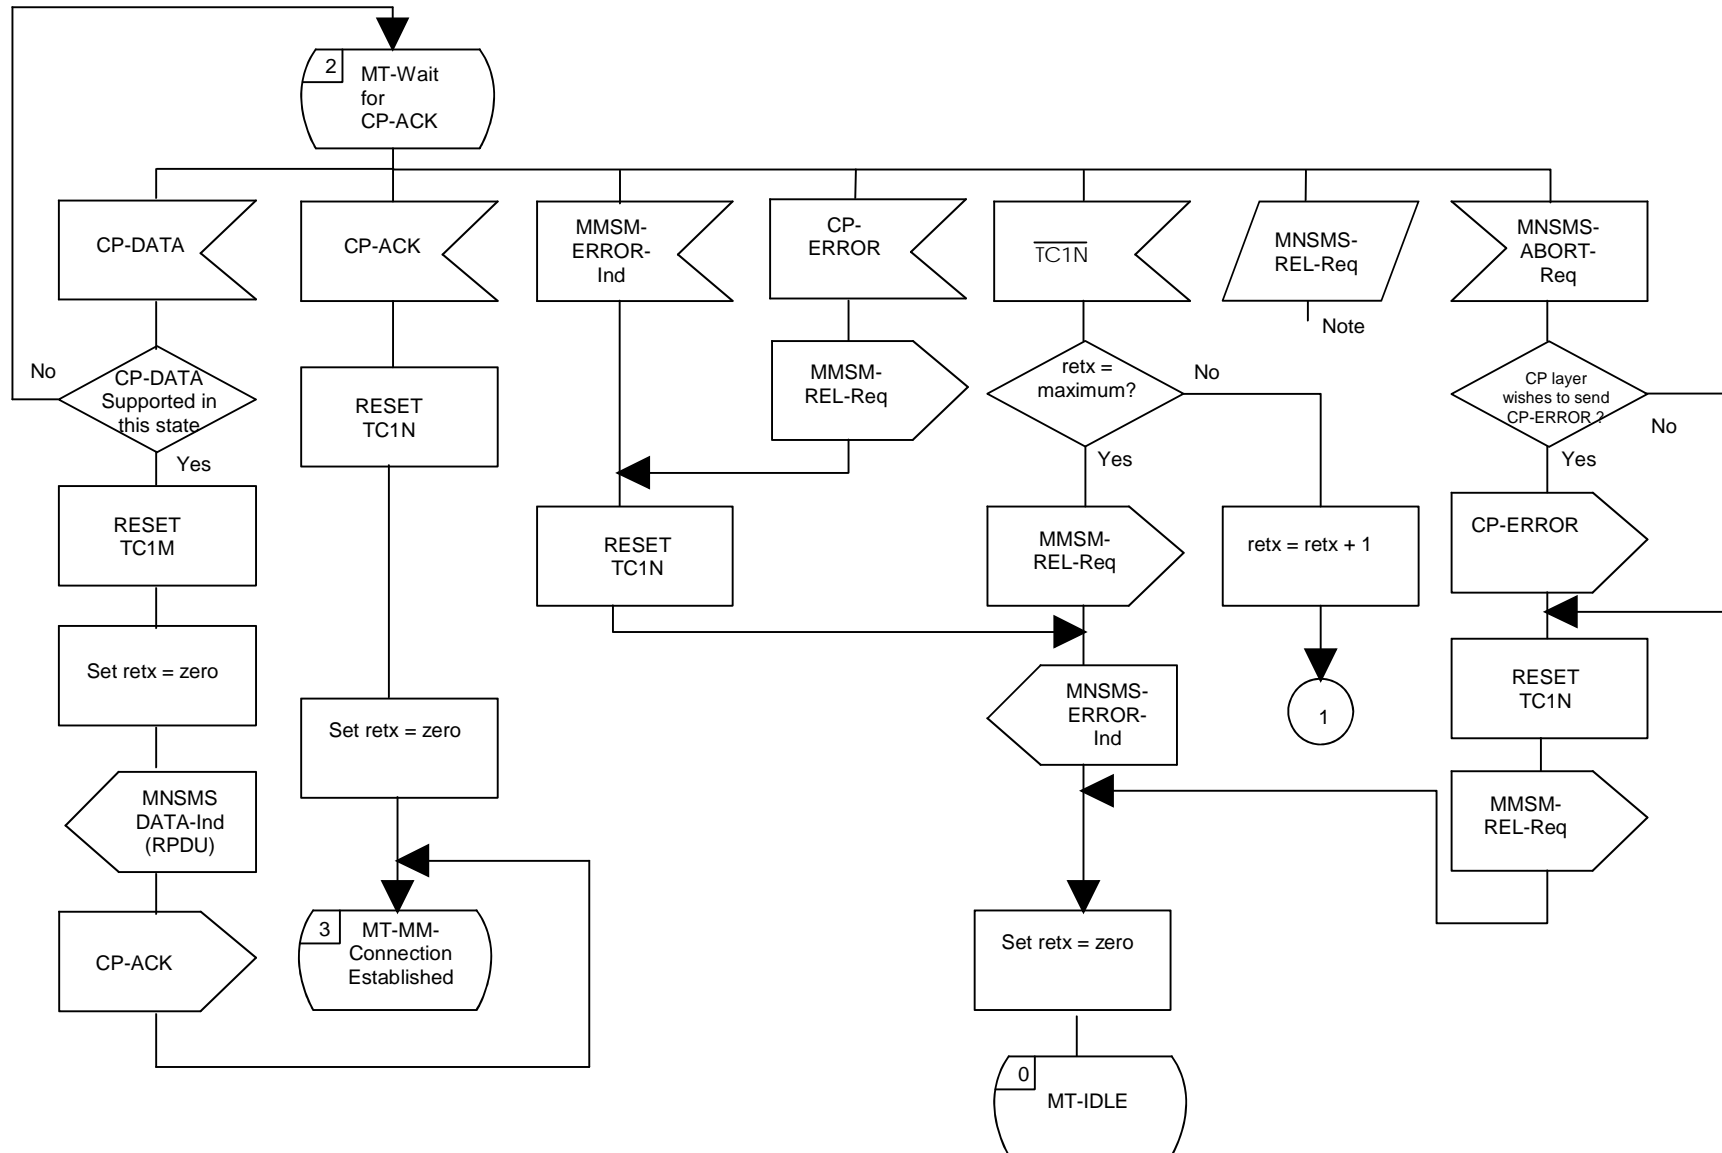 2
MT-Wait
for
CP-ACK
CP-DATA
CP-ACK
MMSM-
ERROR-
Ind
CP-
ERROR
TC1N
MNSMS-
REL-Req
MNSMS-
ABORT-
Req
Note
No
CP-DATA
Supported in
this state
Yes
RESET
TC1N
MMSM-
REL-Req
retx =
maximum?
No
Yes
CP layer
wishes to send
CP-ERROR ?
No
Yes
RESET
TC1M
RESET
TC1N
MMSM-
REL-Req
retx = retx + 1
CP-ERROR
Set retx = zero
Set retx = zero
MNSMS-
ERROR-
Ind
1
RESET
TC1N
MNSMS
DATA-Ind
(RPDU)
MMSM-
REL-Req
CP-ACK
3
MT-MM-
Connection
Established
Set retx = zero
0
MT-IDLE